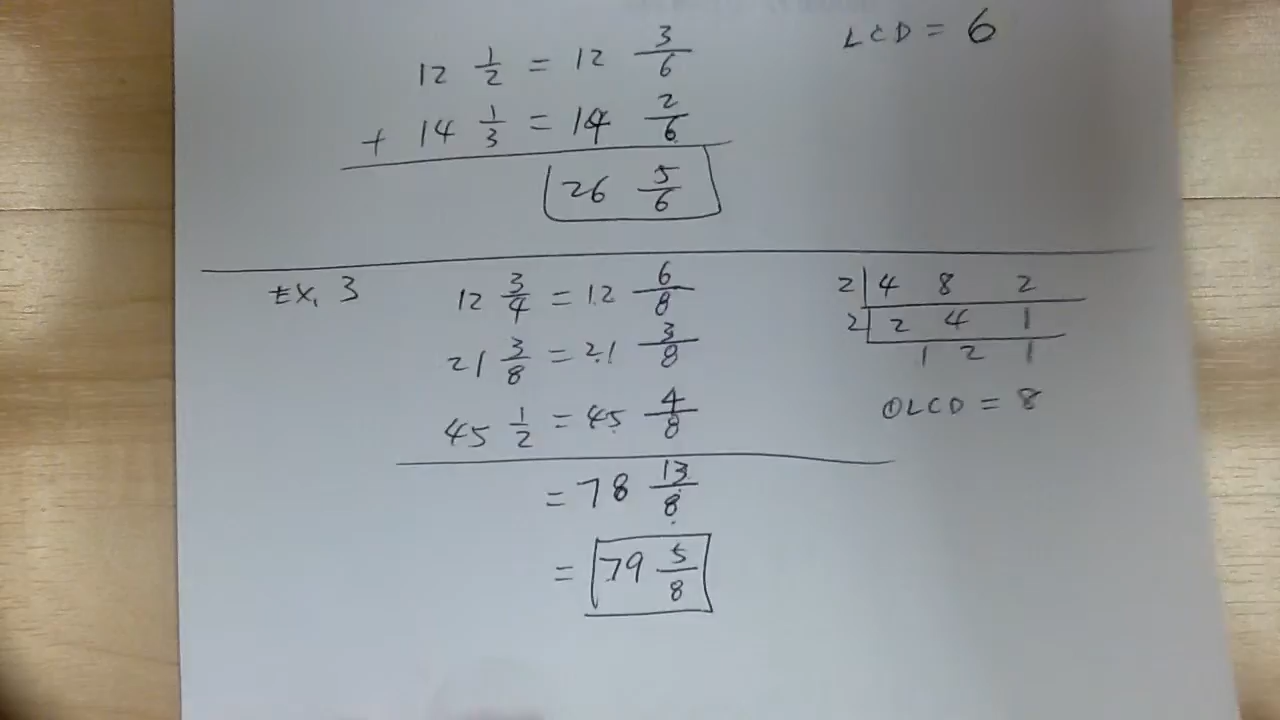 12 1/2 = 12 3/6 LCD = 6
+ 14 1/3 = 14 2/6
26 5/6
Ex, 3 12 3/4 = 12 6/8 2 4 8 2
21 3/8 = 21 3/8 2 2 4 1
1 2 1
45 1/2 = 45 4/8 ①LCD = 8
= 78 13/8
= 79 5/8